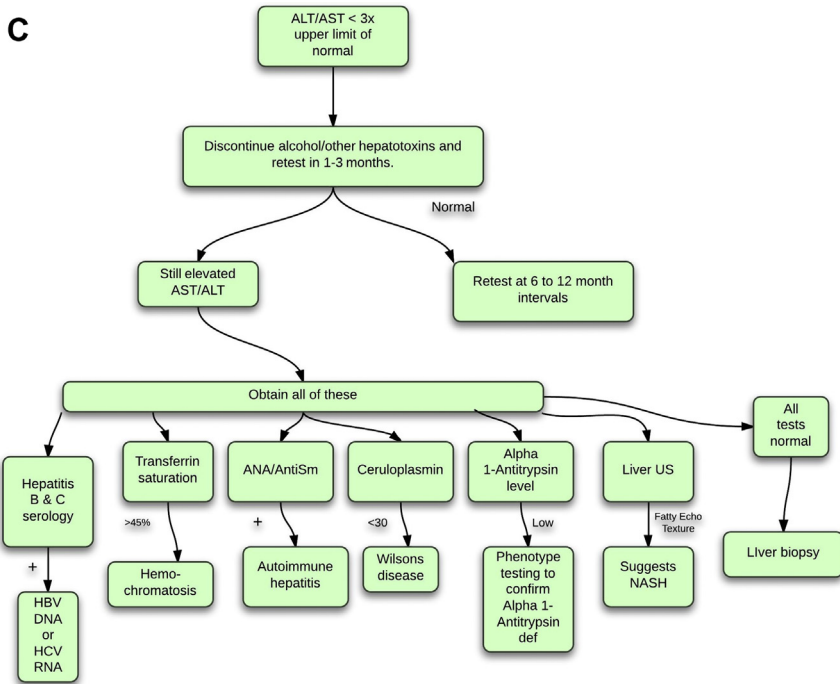 C
ALT/AST < 3x
upper limit of
normal
Discontinue alcohol/other hepatotoxins and
retest in 1-3 months.
Normal
Still elevated
AST/ALT
Retest at 6 to 12 month
intervals
Obtain all of these
All
tests
normal
Hepatitis
B & C
serology
Transferrin
saturation
ANA/AntiSm
Ceruloplasmin
Alpha
1-Antitrypsin
level
Liver US
>45%
+
<30
Low
Fatty Echo
Texture
LIver biopsy
+
Hemo-
chromatosis
Autoimmune
hepatitis
Wilsons
disease
Phenotype
testing to
confirm
Alpha 1-
Antitrypsin
def
Suggests
NASH
HBV
DNA
or
HCV
RNA